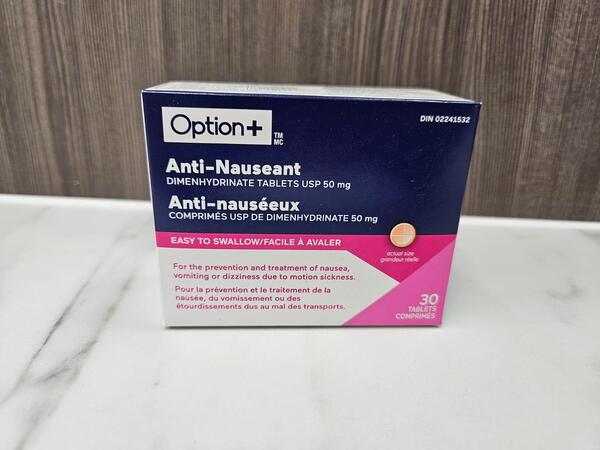 Option+ TM
MC
DIN 02241532
Anti-Nauseant
DIMENHYDRINATE TABLETS USP 50 mg
Anti-nauséeux
COMPRIMÉS USP DE DIMENHYDRINATE 50 mg
EASY TO SWALLOW/FACILE À AVALER
actual size
grandeur réelle
For the prevention and treatment of nausea,
vomiting or dizziness due to motion sickness.
Pour la prévention et le traitement de la
nausée, du vomissement ou des
étourdissements dus au mal des transports.
30
TABLETS
COMPRIMÉS